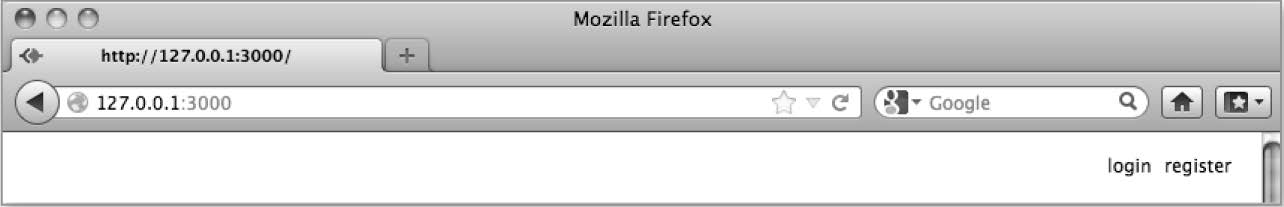 Mozilla Firefox
http://127.0.0.1:3000/
127.0.0.1:3000 Google
login register